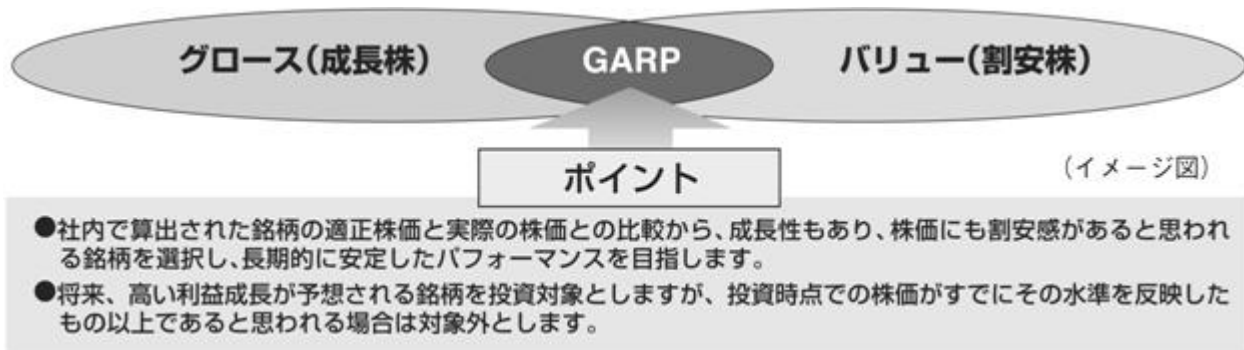 グロース(成長株)
GARP
バリュー(割安株)
ポイント
(イメージ図)
●社内で算出された銘柄の適正株価と実際の株価との比較から、成長性もあり、株価にも割安感があると思われ
る銘柄を選択し、長期的に安定したパフォーマンスを目指します。
●将来、高い利益成長が予想される銘柄を投資対象としますが、投資時点での株価がすでにその水準を反映した
もの以上であると思われる場合は対象外とします。